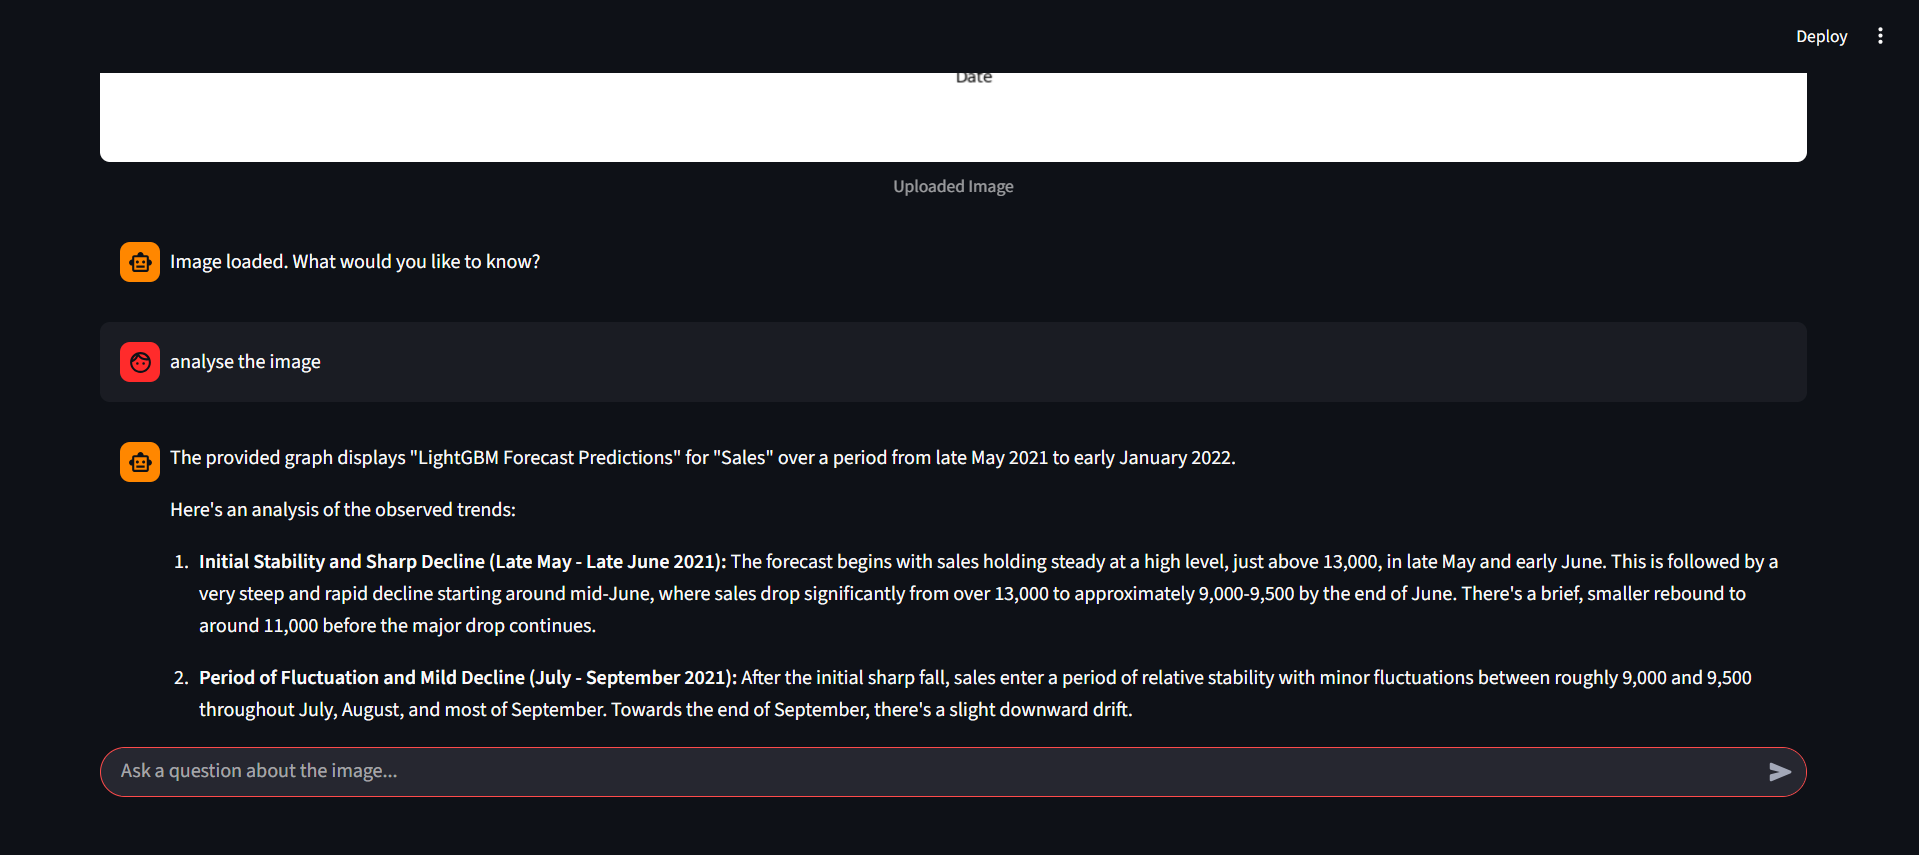 Deploy
Date
Uploaded Image
Image loaded. What would you like to know?
analyse the image
The provided graph displays "LightGBM Forecast Predictions" for "Sales" over a period from late May 2021 to early January 2022.
Here's an analysis of the observed trends:
1. Initial Stability and Sharp Decline (Late May - Late June 2021): The forecast begins with sales holding steady at a high level, just above 13,000, in late May and early June. This is followed by a
very steep and rapid decline starting around mid-June, where sales drop significantly from over 13,000 to approximately 9,000-9,500 by the end of June. There's a brief, smaller rebound to
around 11,000 before the major drop continues.
2. Period of Fluctuation and Mild Decline (July - September 2021): After the initial sharp fall, sales enter a period of relative stability with minor fluctuations between roughly 9,000 and 9,500
throughout July, August, and most of September. Towards the end of September, there's a slight downward drift.
Ask a question about the image...